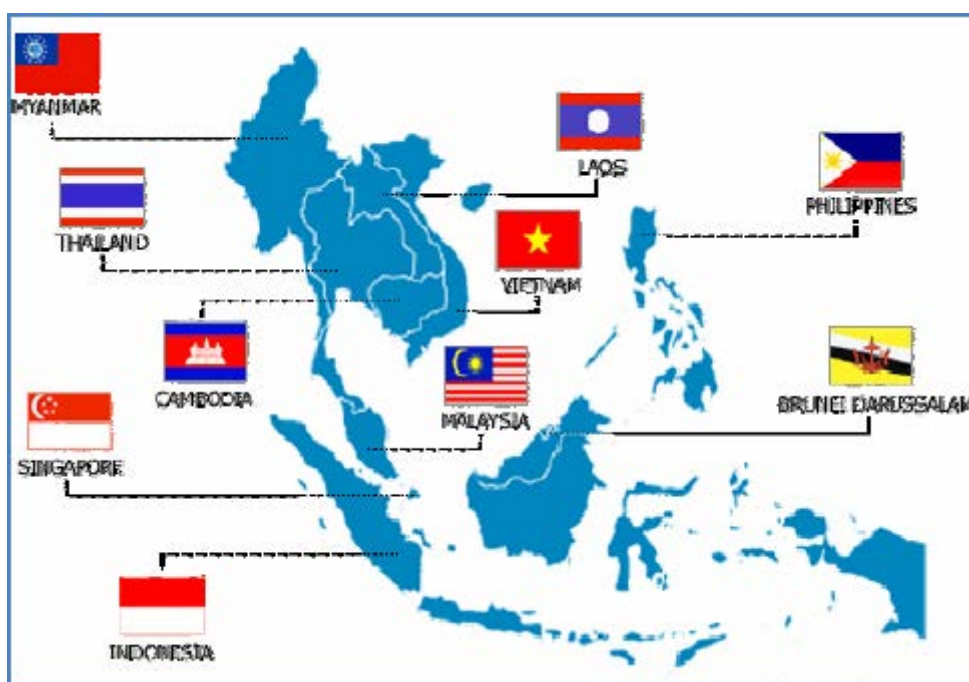 MYANMAR
LAOS
PHILIPPINES
THAILAND
VIETNAM
CAMBODIA
MALAYSIA
BRUNEI DARUSSALAM
SINGAPORE
INDONESIA